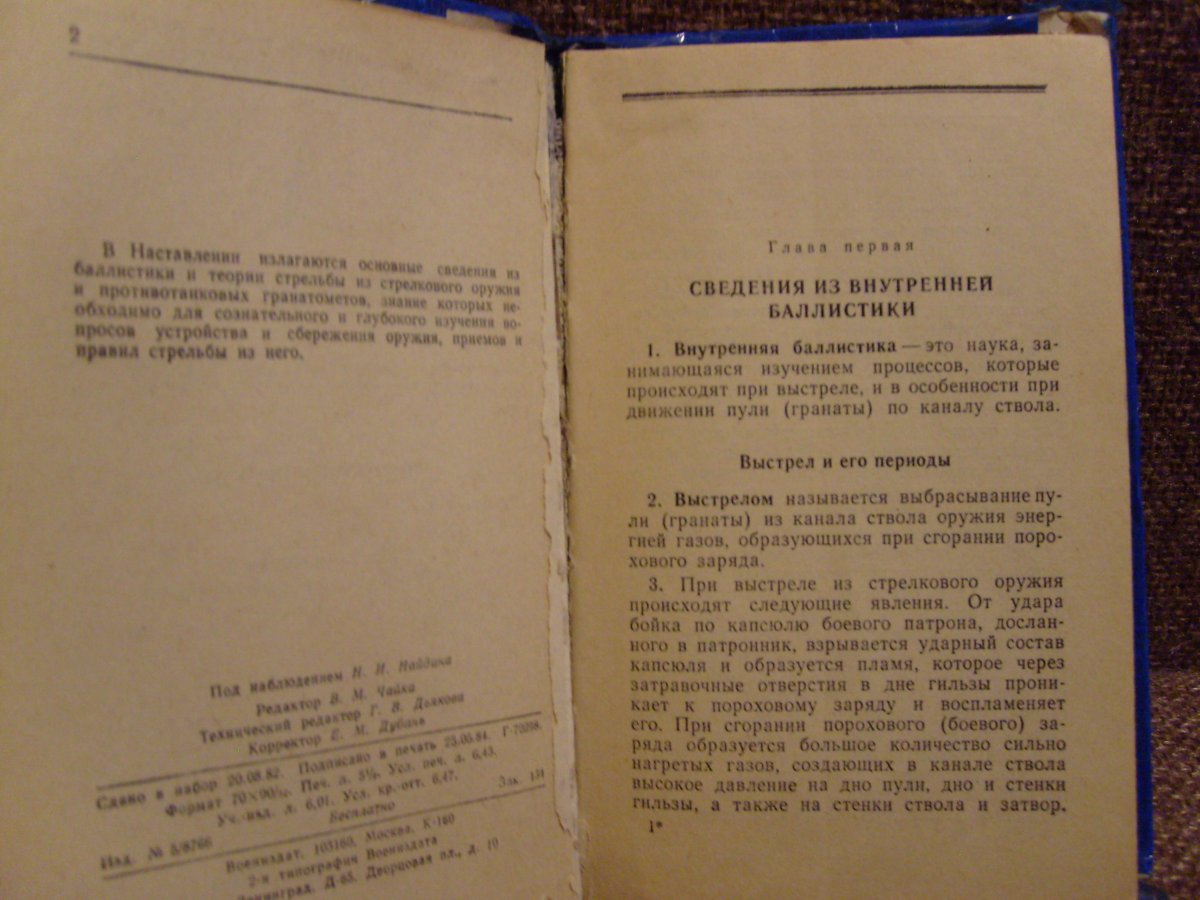 2
В Наставлении излагаются основные сведения из
баллистики и теории стрельбы из стрелкового оружия
и противотанковых гранатометов, знание которых не-
обходимо для сознательного и глубокого изучения во-
просов устройства и сбережения оружия, приемов и
правил стрельбы из него.
Под наблюдением Н. И. Найдина
Редактор В. М. Чайка
Технический редактор Г. В. Дьякова
Корректор Е. М. Дубаев
Сдано в набор 20.08.82. Подписано в печать 25.05.84. Г-70208.
Формат 70×90/ Печ. л. 5½. Усл. печ. л. 6,43.
Уч.-изд. л. 6,01. Усл. кр.-отт. 6,47.
Бесплатно
Изд. № 5/8766 Зак. 134
Воениздат, 103160, Москва, К-160
2-я типография Воениздата
Ленинград, Д-65, Дворцовая пл., д. 10
Глава первая
СВЕДЕНИЯ ИЗ ВНУТРЕННЕЙ
БАЛЛИСТИКИ
1. Внутренняя баллистика — это наука, за-
нимающаяся изучением процессов, которые
происходят при выстреле, и в особенности при
движении пули (гранаты) по каналу ствола.
Выстрел и его периоды
2. Выстрелом называется выбрасывание пу-
ли (гранаты) из канала ствола оружия энер-
гией газов, образующихся при сгорании поро-
хового заряда.
3. При выстреле из стрелкового оружия
происходят следующие явления. От удара
бойка по капсюлю боевого патрона, дослан-
ного в патронник, взрывается ударный состав
капсюля и образуется пламя, которое через
затравочные отверстия в дне гильзы прони-
кает к пороховому заряду и воспламеняет
его. При сгорании порохового (боевого) за-
ряда образуется большое количество сильно
нагретых газов, создающих в канале ствола
высокое давление на дно пули, дно и стенки
гильзы, а также на стенки ствола и затвор.
1*